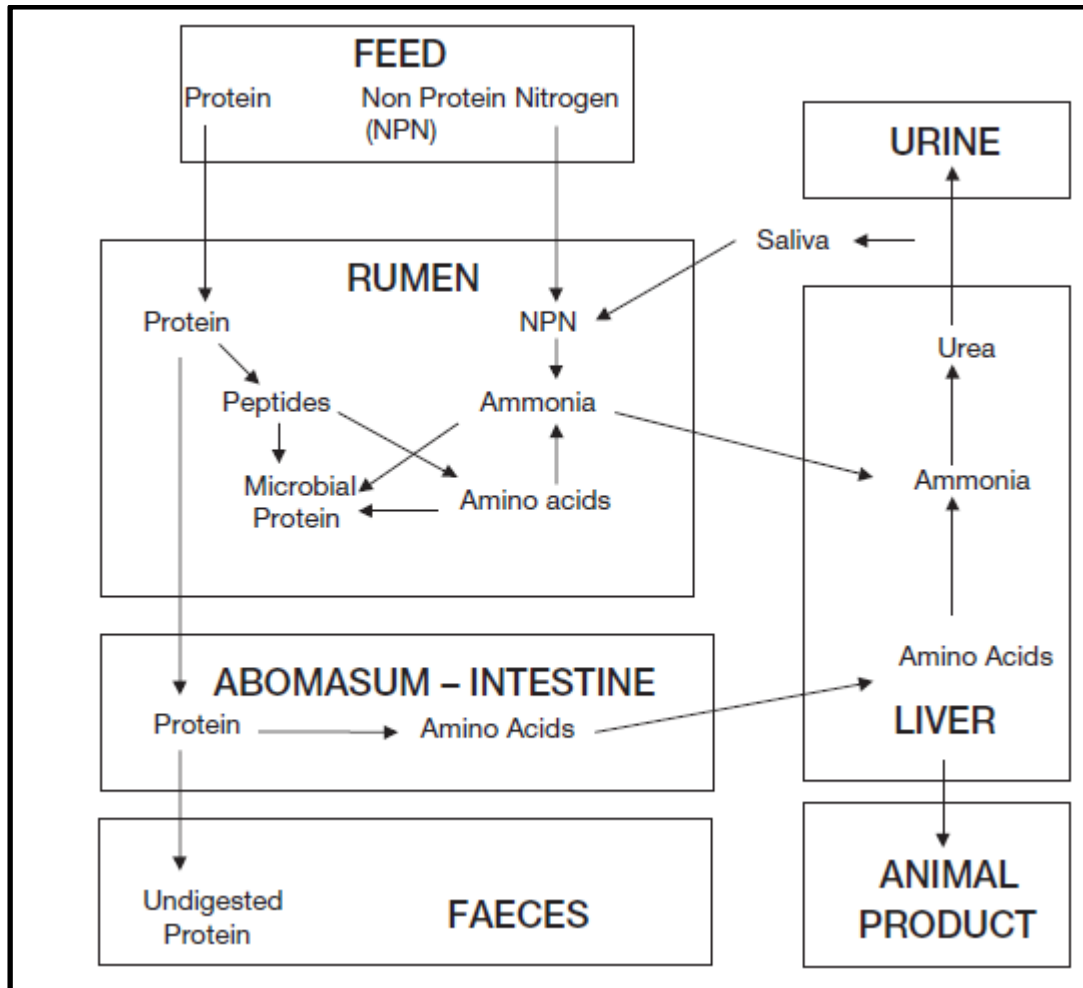 FEED
Protein
Non Protein Nitrogen
(NPN)
URINE
Saliva
RUMEN
Protein
NPN
Urea
Peptides
Ammonia
Microbial
Protein
Amino acids
Ammonia
Amino Acids
ABOMASUM – INTESTINE
Protein
Amino Acids
LIVER
Undigested
Protein
FAECES
ANIMAL
PRODUCT